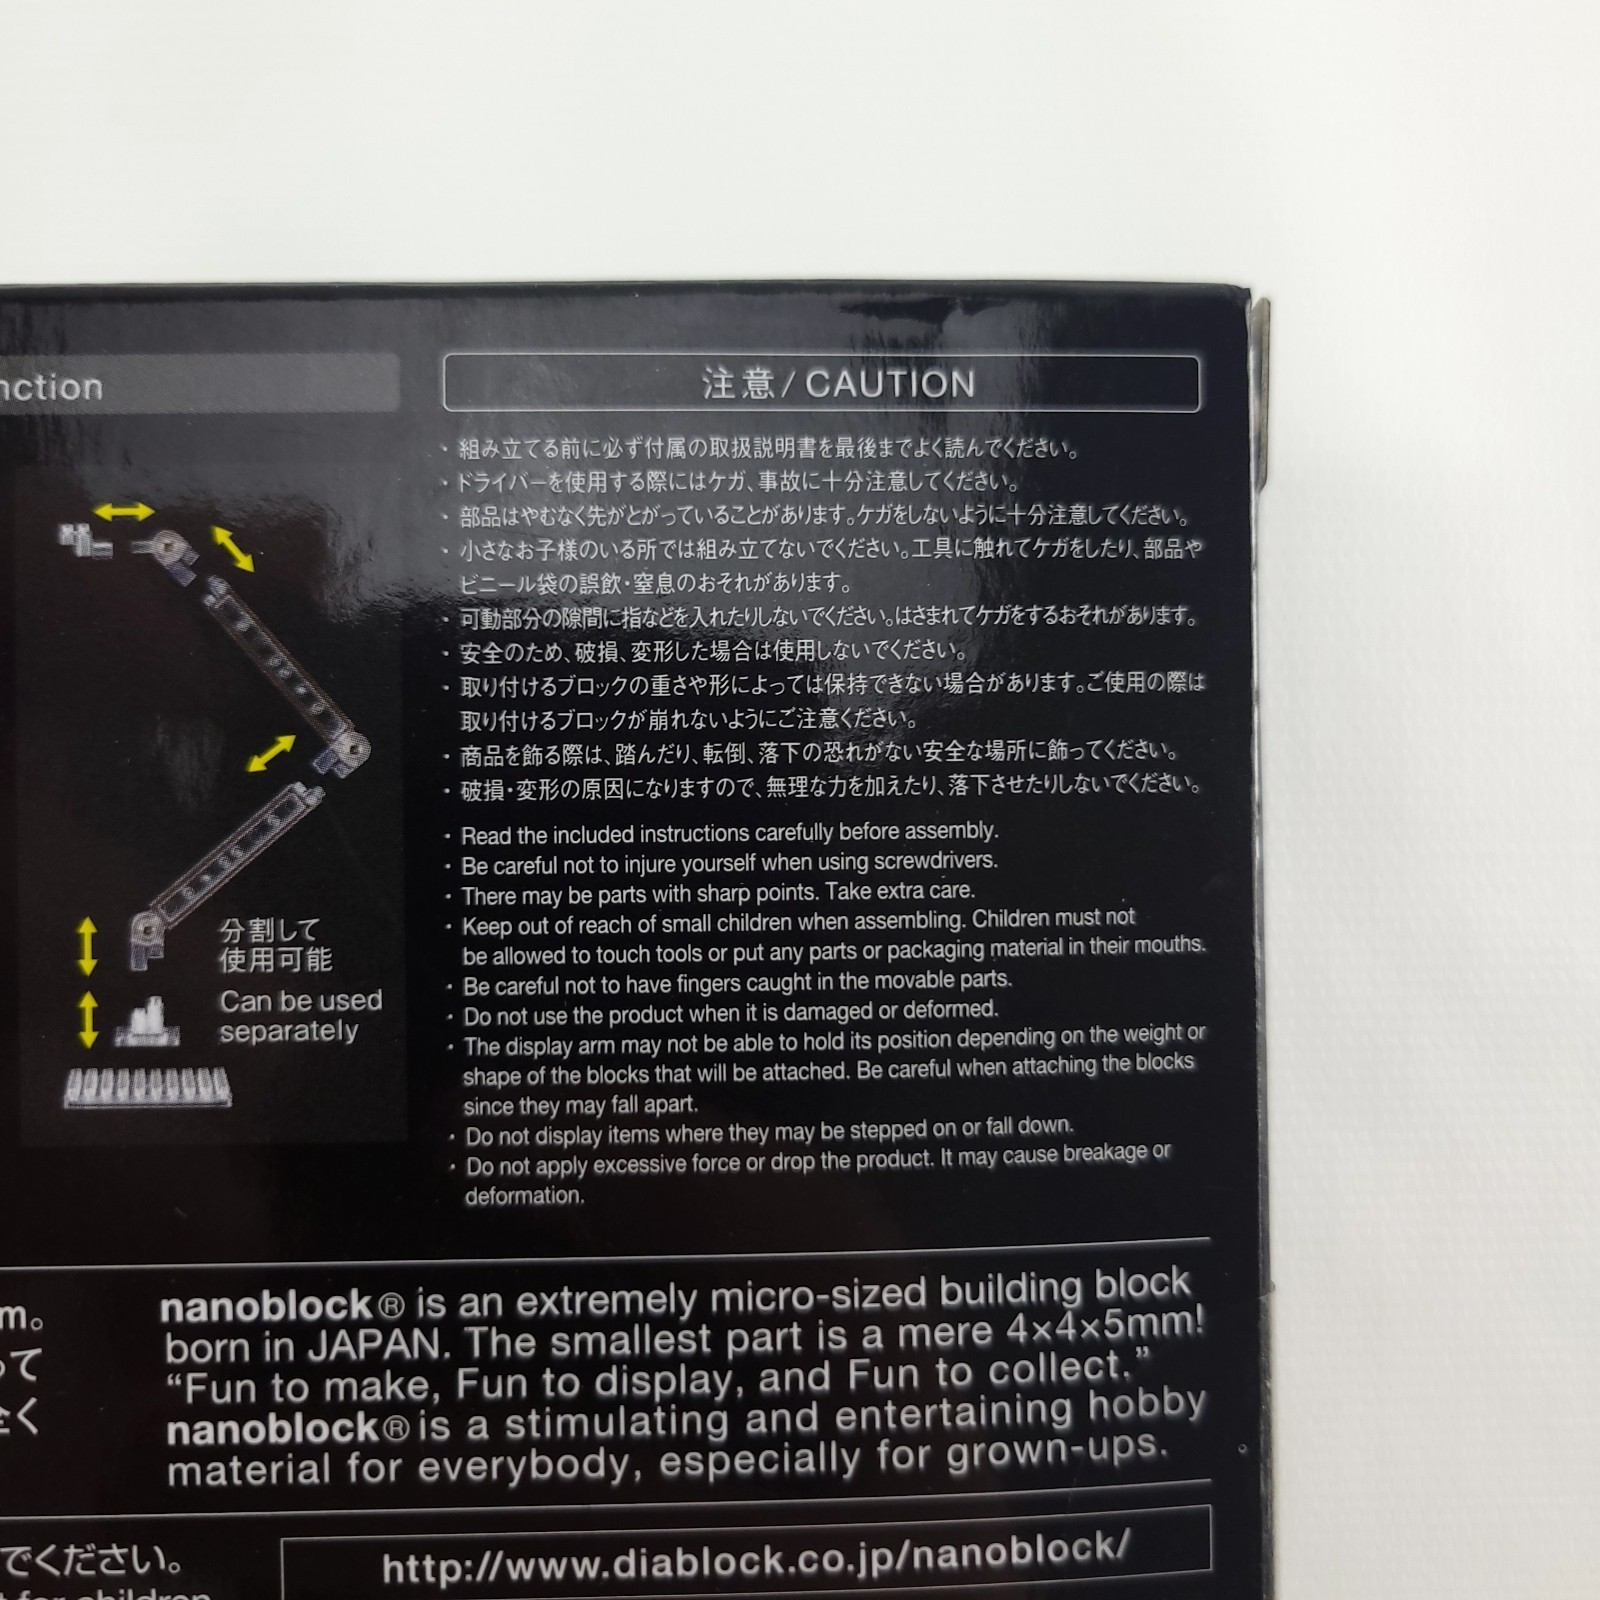 注意/CAUTION
・組み立てる前に必ず付属の取扱説明書を最後までよく読んでください。
・ドライバーを使用する際にはケガ、事故に十分注意してください。
・部品はやむなく先がとがっていることがあります。ケガをしないように十分注意してください。
・小さなお子様のいる所では組み立てないでください。工具に触れてケガをしたり、部品や
ビニール袋の誤飲・窒息のおそれがあります。
・可動部分の隙間に指などを入れたりしないでください。はさまれてケガをするおそれがあります。
・安全のため、破損、変形した場合は使用しないでください。
・取り付けるブロックの重さや形によっては保持できない場合があります。ご使用の際は
取り付けるブロックが崩れないようにご注意ください。
・商品を飾る際は、踏んだり、転倒、落下の恐れがない安全な場所に飾ってください。
・破損・変形の原因になりますので、無理な力を加えたり、落下させたりしないでください。
・Read the included instructions carefully before assembly.
・Be careful not to injure yourself when using screwdrivers.
・There may be parts with sharp points. Take extra care.
・Keep out of reach of small children when assembling. Children must not
be allowed to touch tools or put any parts or packaging material in their mouths.
・Be careful not to have fingers caught in the movable parts.
・Do not use the product when it is damaged or deformed.
・The display arm may not be able to hold its position depending on the weight or
shape of the blocks that will be attached. Be careful when attaching the blocks
since they may fall apart.
・Do not display items where they may be stepped on or fall down.
・Do not apply excessive force or drop the product. It may cause breakage or
deformation.
分割して
使用可能
Can be used
separately
nanoblock® is an extremely micro-sized building block
born in JAPAN. The smallest part is a mere 4×4×5mm!
“Fun to make, Fun to display, and Fun to collect.”
nanoblock® is a stimulating and entertaining hobby
material for everybody, especially for grown-ups.
m。
って
全く
でください。
for children
http://www.diablock.co.jp/nanoblock/